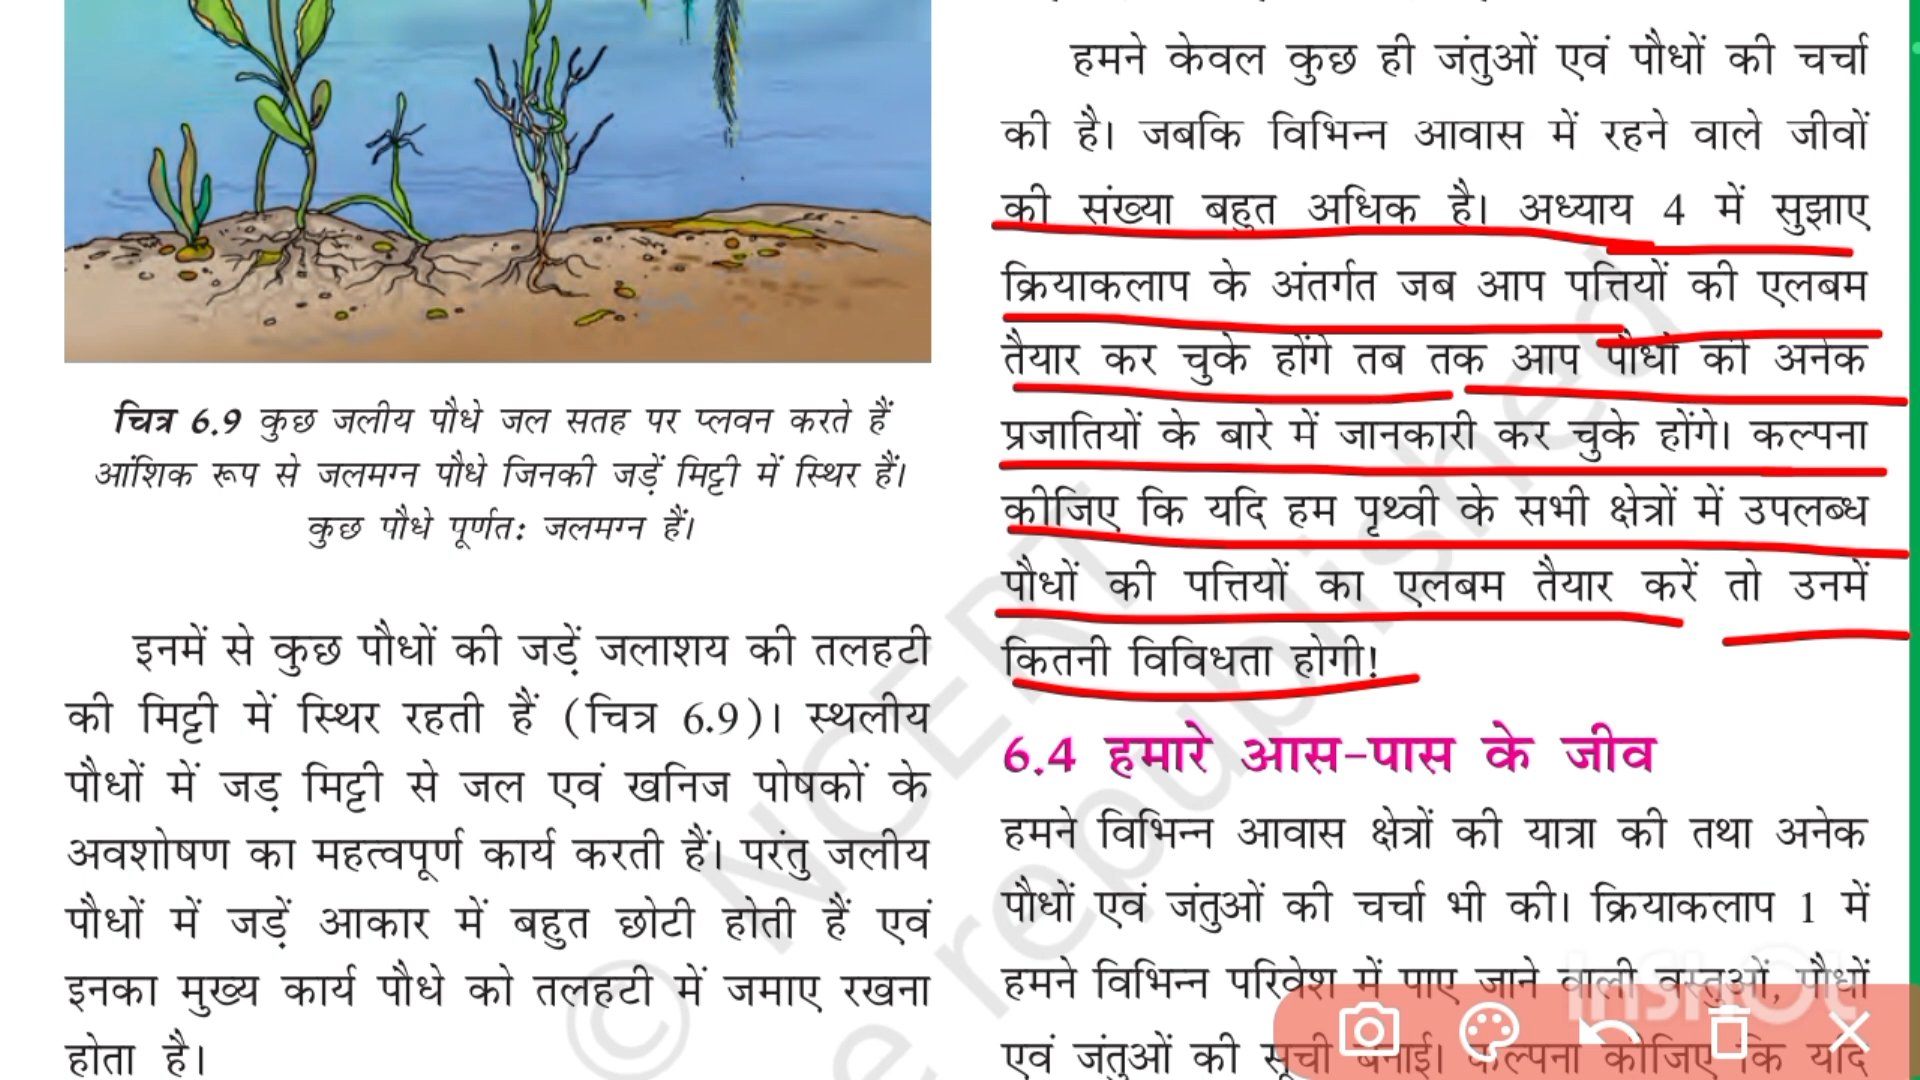 चित्र 6.9 कुछ जलीय पौधे जल सतह पर प्लवन करते हैं
आंशिक रूप से जलमग्न पौधे जिनकी जड़ें मिट्टी में स्थिर हैं।
कुछ पौधे पूर्णत: जलमग्न हैं।
इनमें से कुछ पौधों की जड़ें जलाशय की तलहटी
की मिट्टी में स्थिर रहती हैं (चित्र 6.9)। स्थलीय
पौधों में जड़ मिट्टी से जल एवं खनिज पोषकों के
अवशोषण का महत्वपूर्ण कार्य करती हैं। परंतु जलीय
पौधों में जड़ें आकार में बहुत छोटी होती हैं एवं
इनका मुख्य कार्य पौधे को तलहटी में जमाए रखना
होता है।
हमने केवल कुछ ही जंतुओं एवं पौधों की चर्चा
की है। जबकि विभिन्न आवास में रहने वाले जीवों
की संख्या बहुत अधिक है। अध्याय 4 में सुझाए
क्रियाकलाप के अंतर्गत जब आप पत्तियों की एलबम
तैयार कर चुके होंगे तब तक आप पौधों की अनेक
प्रजातियों के बारे में जानकारी कर चुके होंगे। कल्पना
कीजिए कि यदि हम पृथ्वी के सभी क्षेत्रों में उपलब्ध
पौधों की पत्तियों का एलबम तैयार करें तो उनमें
कितनी विविधता होगी!
6.4 हमारे आस-पास के जीव
हमने विभिन्न आवास क्षेत्रों की यात्रा की तथा अनेक
पौधों एवं जंतुओं की चर्चा भी की। क्रियाकलाप 1 में
हमने विभिन्न परिवेश में पाए जाने वाली वस्तुओं, पौधों
एवं जंतुओं की सूची बनाई। कल्पना कीजिए कि यदि
© NCERT
be republished
InShOt